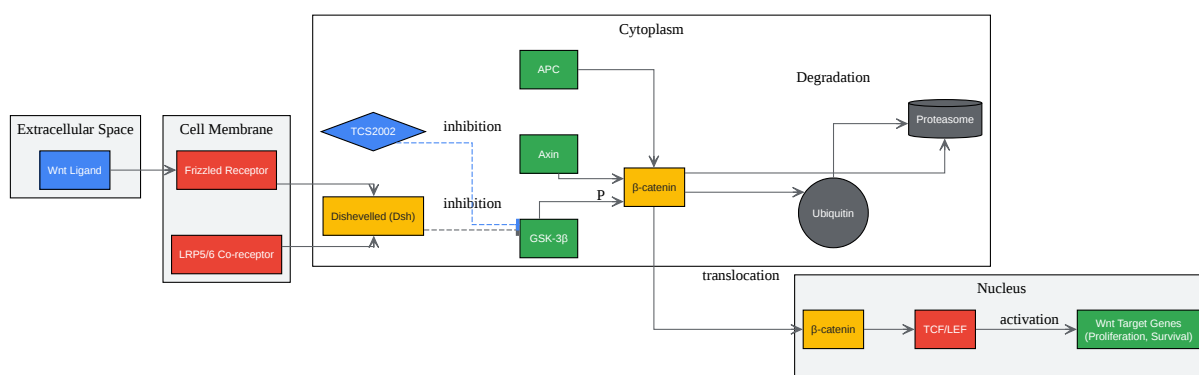 Cytoplasm
APC
Degradation
Proteasome
Extracellular Space
Cell Membrane
TCS2002
inhibition
Axin
Wnt Ligand
Frizzled Receptor
β-catenin
P
Dishevelled (Dsh)
inhibition
Ubiquitin
GSK-3β
LRP5/6 Co-receptor
translocation
Nucleus
β-catenin
TCF/LEF
activation
Wnt Target Genes
(Proliferation, Survival)